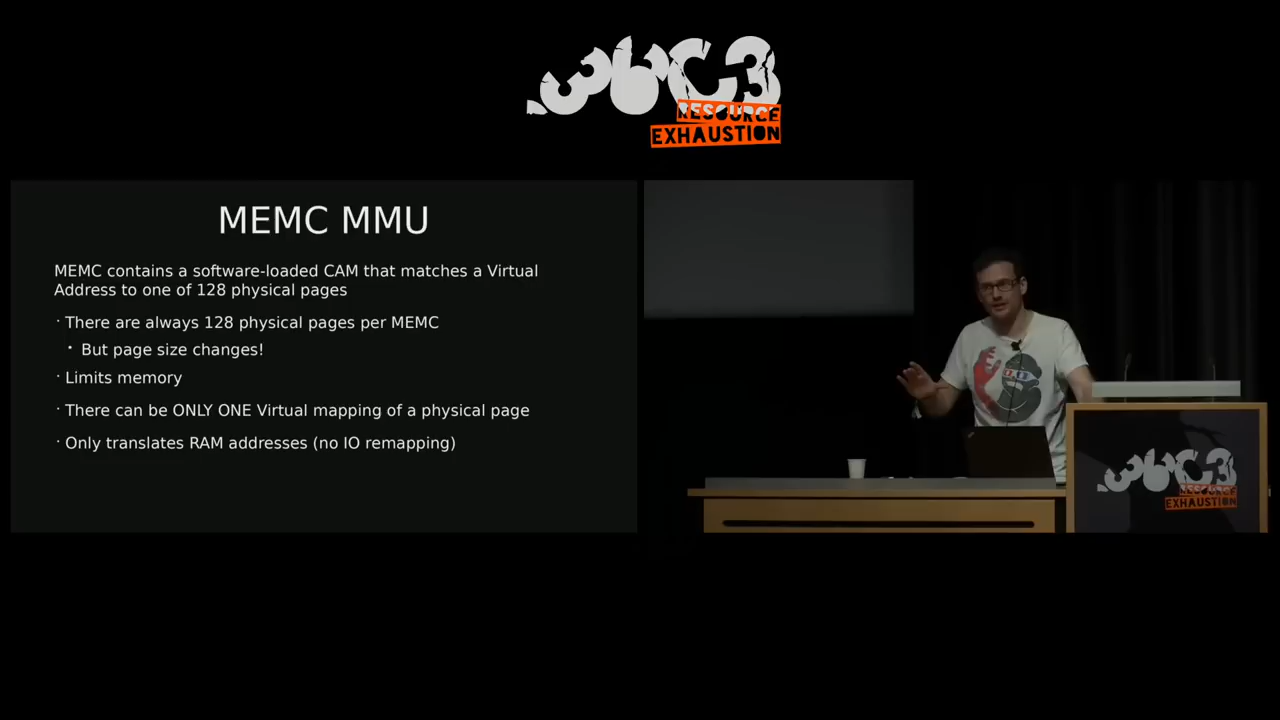 36C3
RESOURCE
EXHAUSTION
MEMC MMU
MEMC contains a software-loaded CAM that matches a Virtual
Address to one of 128 physical pages
· There are always 128 physical pages per MEMC
• But page size changes!
· Limits memory
· There can be ONLY ONE Virtual mapping of a physical page
· Only translates RAM addresses (no IO remapping)
36C3
RESOURCE
EXHAUSTION